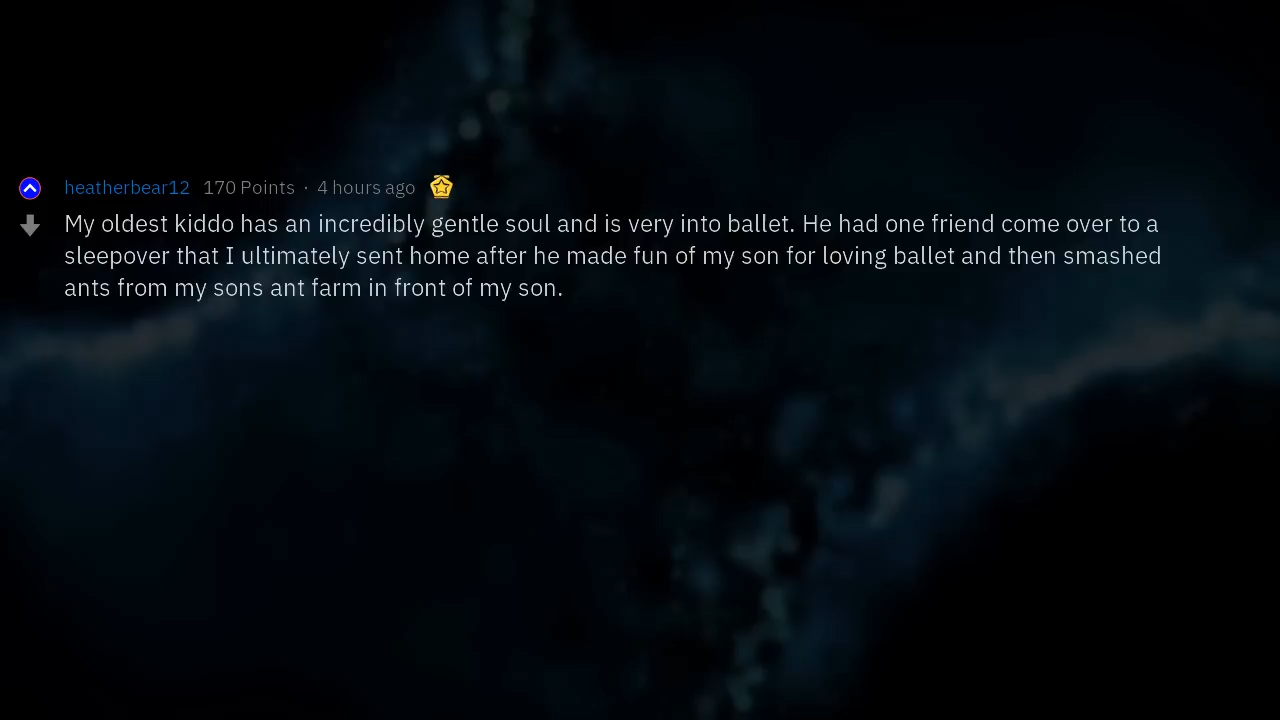 heatherbear12 170 Points · 4 hours ago
My oldest kiddo has an incredibly gentle soul and is very into ballet. He had one friend come over to a
sleepover that I ultimately sent home after he made fun of my son for loving ballet and then smashed
ants from my sons ant farm in front of my son.